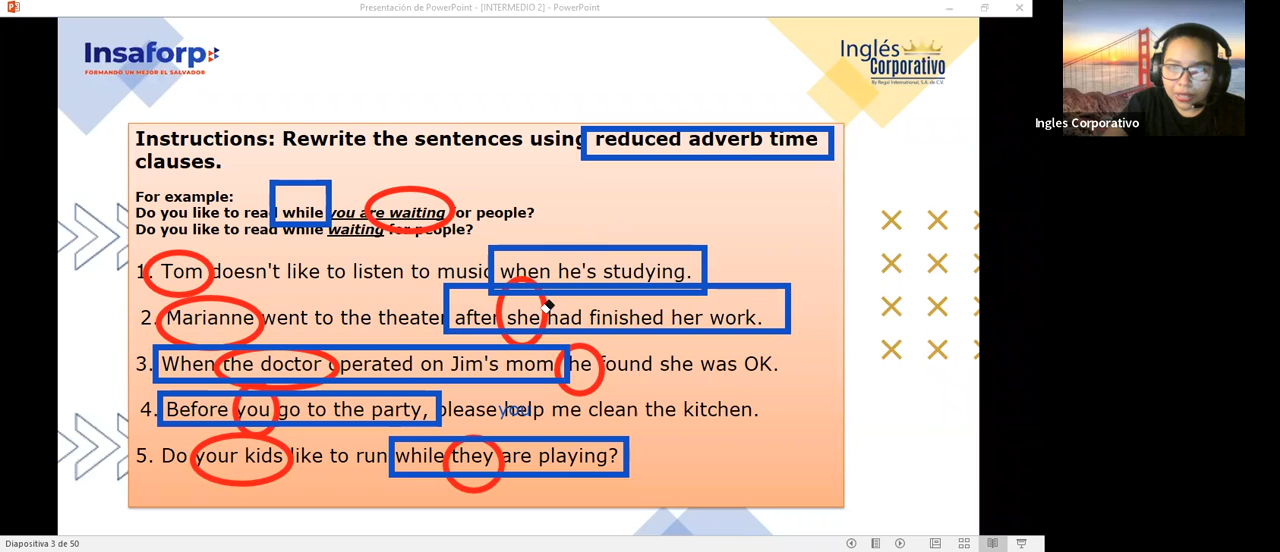 Presentación de PowerPoint - [INTERMEDIO 2] - PowerPoint
Insaforp
FORMANDO UN MEJOR EL SALVADOR
Inglés
Corporativo
By Regal International, S.A. de C.V.
Ingles Corporativo
Instructions: Rewrite the sentences using reduced adverb time
clauses.
For example:
Do you like to read while you are waiting for people?
Do you like to read while waiting for people?
1. Tom doesn't like to listen to music when he's studying.
2. Marianne went to the theater after she had finished her work.
3. When the doctor operated on Jim's mom, he found she was OK.
4. Before you go to the party, please help me clean the kitchen.
you
5. Do your kids like to run while they are playing?
Diapositiva 3 de 50